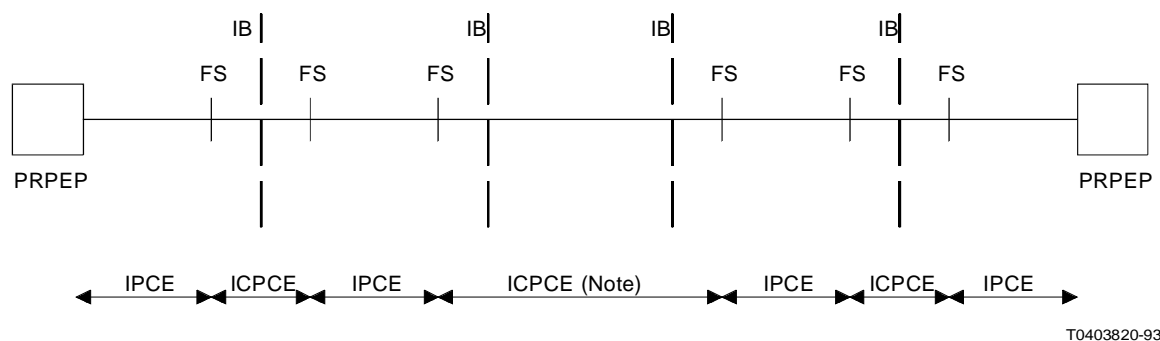 IB IB IB IB
FS FS FS FS FS FS
PRPEP PRPEP
IPCE ICPCE IPCE ICPCE (Note) IPCE ICPCE IPCE
T0403820-93